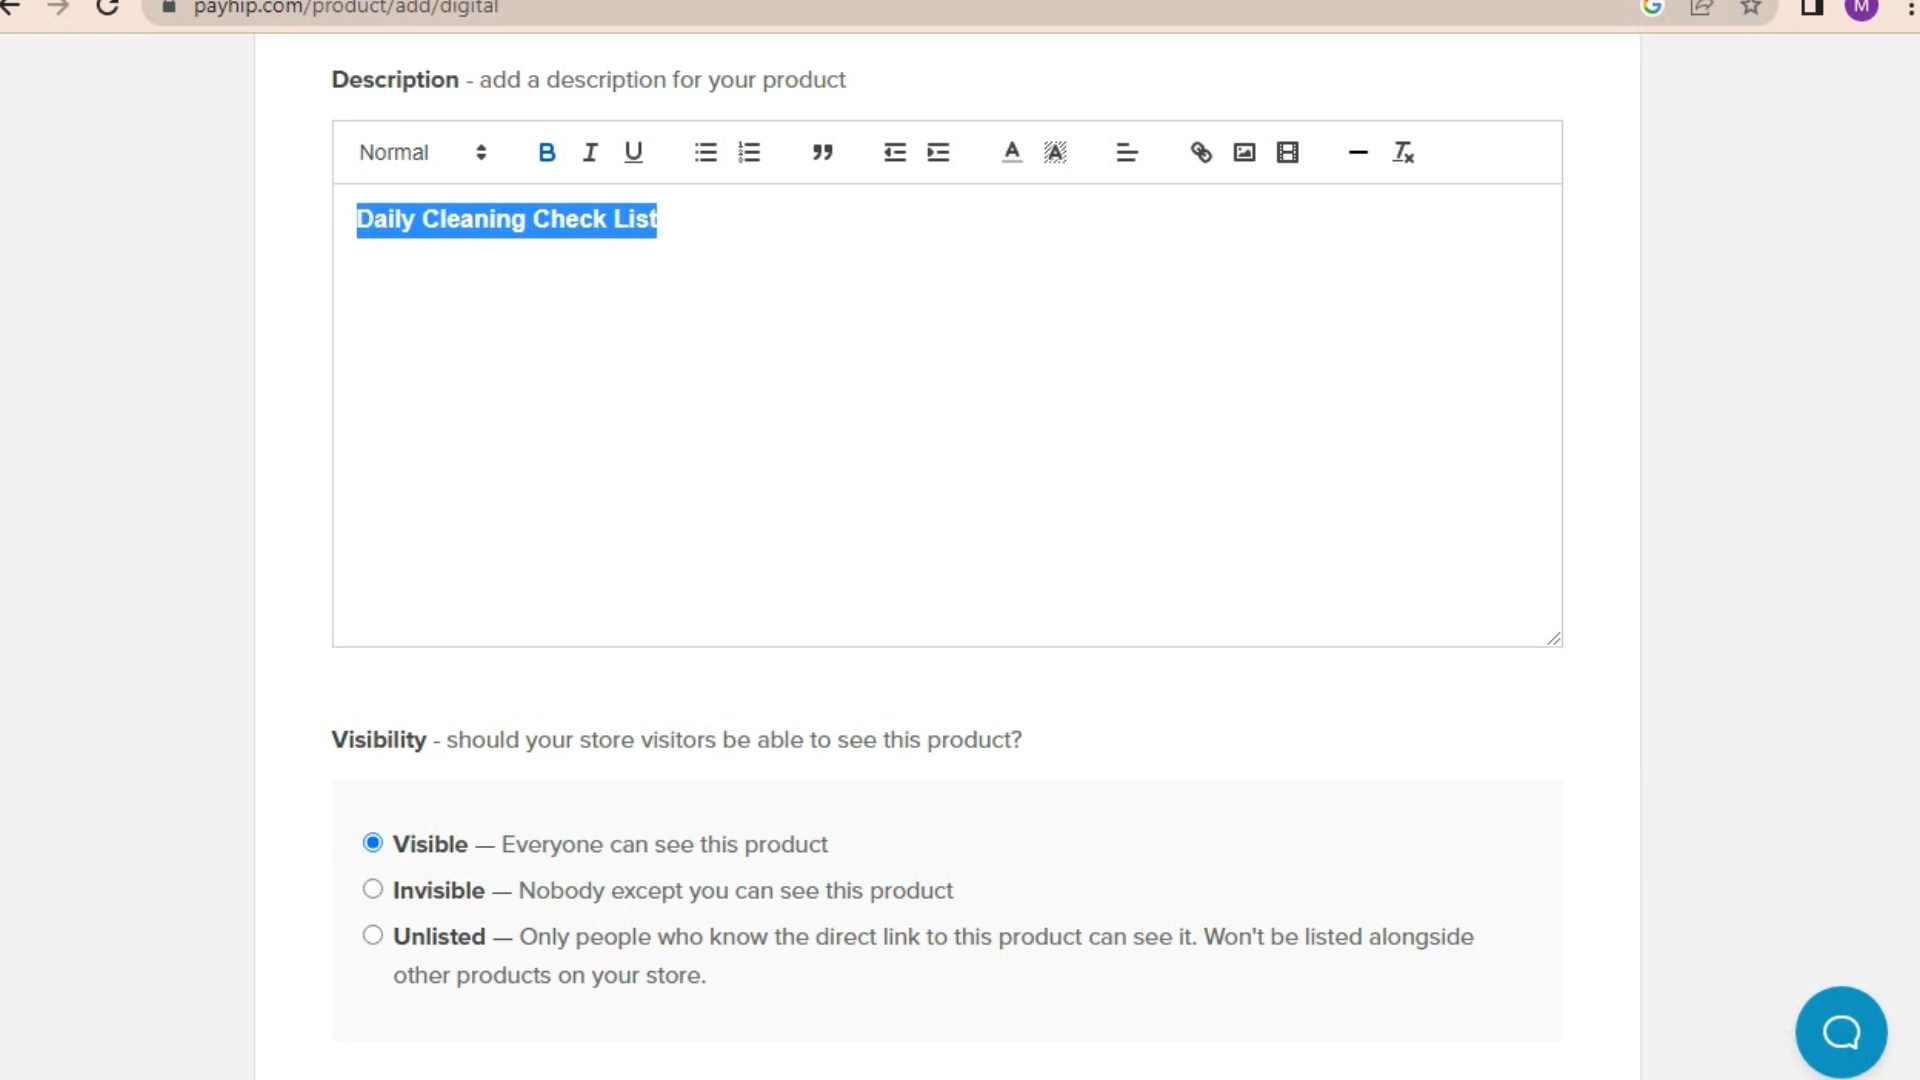 payhip.com/product/add/digital
M
Description - add a description for your product
Normal
Daily Cleaning Check List
Visibility - should your store visitors be able to see this product?
Visible — Everyone can see this product
Invisible — Nobody except you can see this product
Unlisted — Only people who know the direct link to this product can see it. Won't be listed alongside
other products on your store.